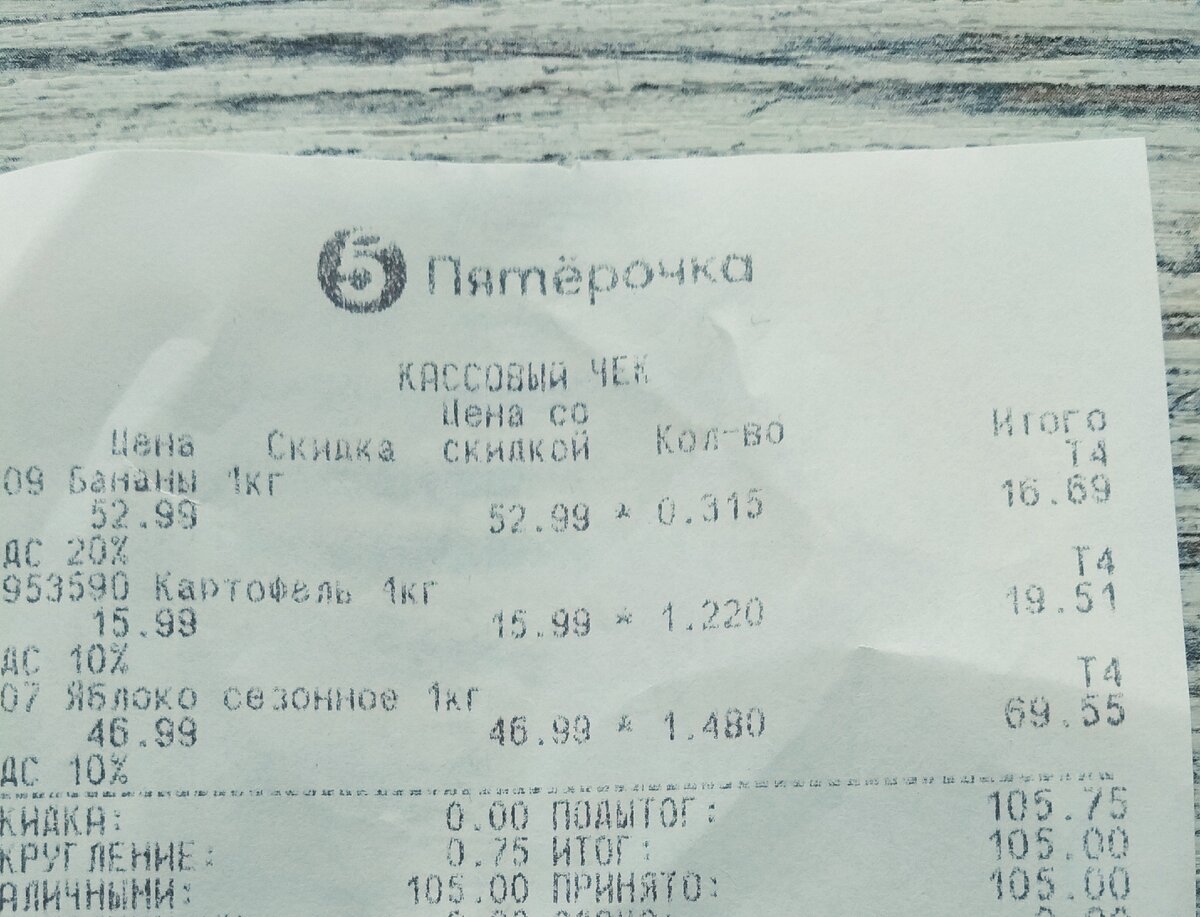 5 Пятёрочка
КАССОВЫЙ ЧЕК
Цена Скидка Цена со скидкой Кол-во Итого
Т4
09 Бананы 1кг
52.99 52.99 * 0.315 16.69
ДС 20%
Т4
953590 Картофель 1кг
15.99 15.99 * 1.220 19.51
ДС 10%
Т4
07 Яблоко сезонное 1кг
46.99 46.99 * 1.480 69.55
ДС 10%
КИДКА: 0.00 ПОДЫТОГ: 105.75
КРУГЛЕНИЕ: 0.75 ИТОГ: 105.00
АЛИЧНЫМИ: 105.00 ПРИНЯТО: 105.00